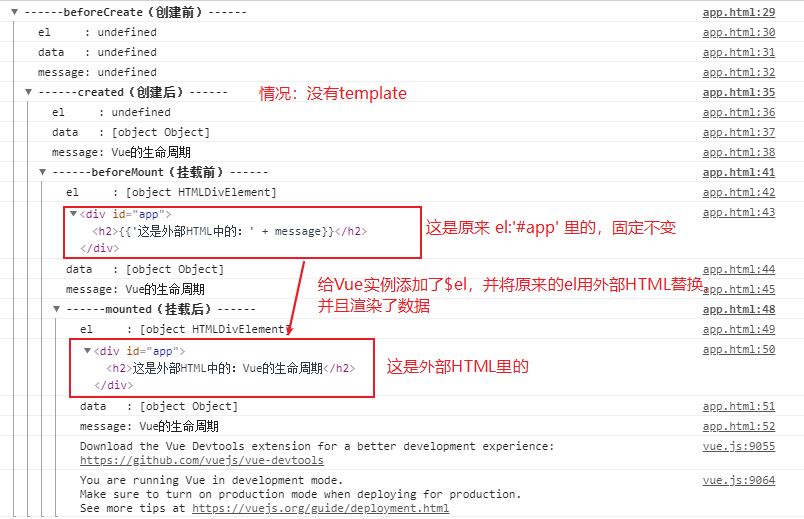 ------beforeCreate（创建前）------ app.html:29
el     : undefined app.html:30
data   : undefined app.html:31
message: undefined app.html:32
------created（创建后）------ 情况：没有template app.html:35
el     : undefined app.html:36
data   : [object Object] app.html:37
message: Vue的生命周期 app.html:38
------beforeMount（挂载前）------ app.html:41
el     : [object HTMLDivElement] app.html:42
<div id="app"> app.html:43
<h2>{{'这是外部HTML中的：' + message}}</h2>
</div>
这是原来 el:'#app' 里的，固定不变
data   : [object Object] app.html:44
message: Vue的生命周期 app.html:45
给Vue实例添加了$el，并将原来的el用外部HTML替换，
并且渲染了数据
------mounted（挂载后）------ app.html:48
el     : [object HTMLDivElement] app.html:49
<div id="app"> app.html:50
<h2>这是外部HTML中的：Vue的生命周期</h2>
</div>
这是外部HTML里的
data   : [object Object] app.html:51
message: Vue的生命周期 app.html:52
Download the Vue Devtools extension for a better development experience: vue.js:9055
https://github.com/vuejs/vue-devtools
You are running Vue in development mode. vue.js:9064
Make sure to turn on production mode when deploying for production.
See more tips at https://vuejs.org/guide/deployment.html